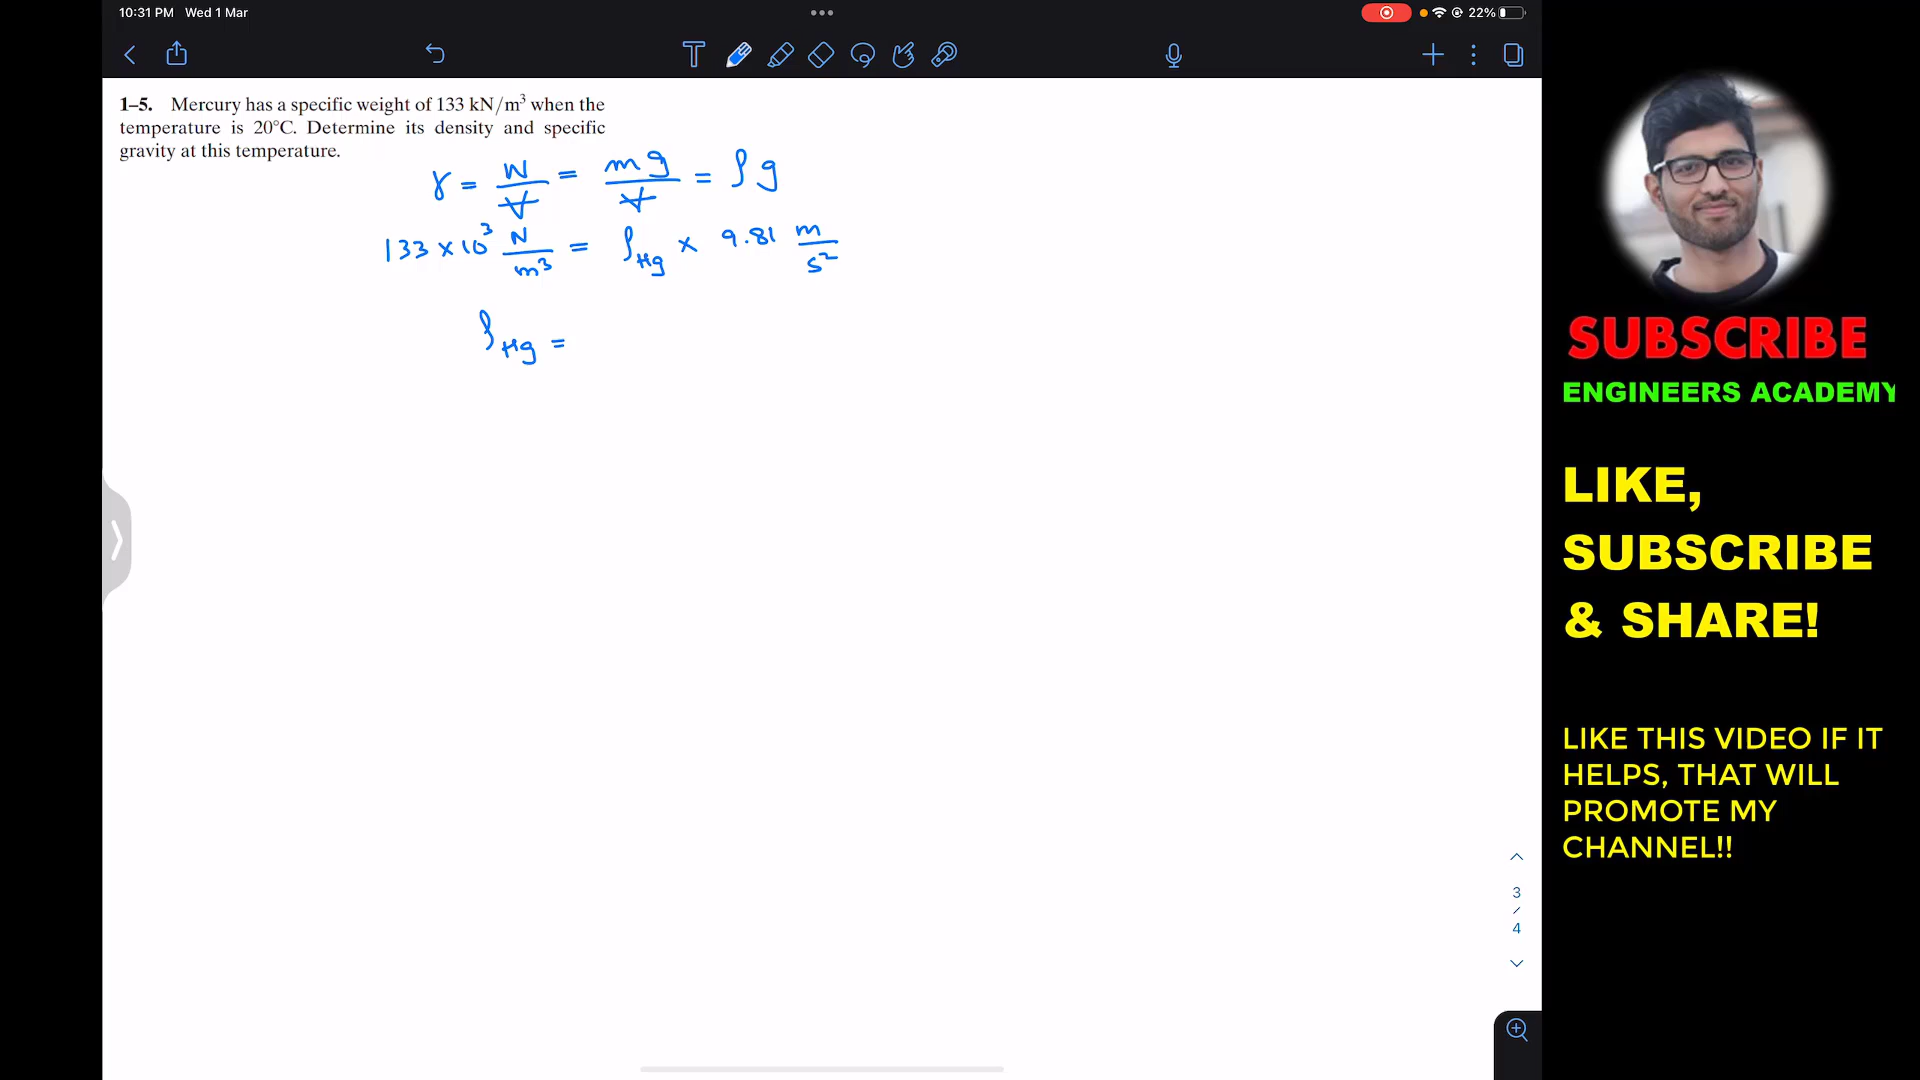 10:31 PM Wed 1 Mar
22%
1–5. Mercury has a specific weight of 133 kN/m³ when the
temperature is 20°C. Determine its density and specific
gravity at this temperature.
γ = W/V = mg/V = ρg
133 × 10³ N/m³ = ρHg × 9.81 m/s²
ρHg =
3
/
4
SUBSCRIBE
ENGINEERS ACADEMY
LIKE,
SUBSCRIBE
& SHARE!
LIKE THIS VIDEO IF IT
HELPS, THAT WILL
PROMOTE MY
CHANNEL!!